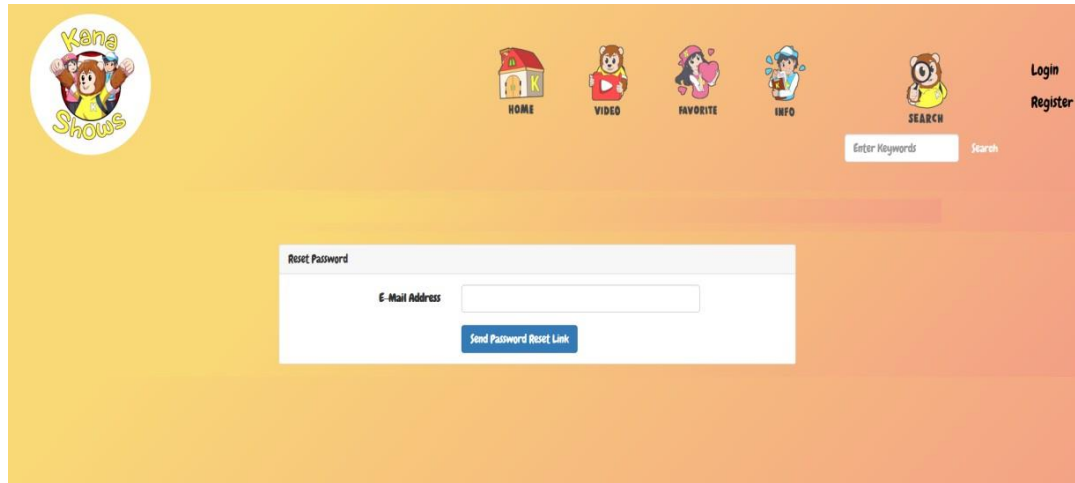 Kana
Shows
HOME
VIDEO
FAVORITE
INFO
SEARCH
Login
Register
Enter Keywords
Search
Reset Password
E-Mail Address
Send Password Reset Link